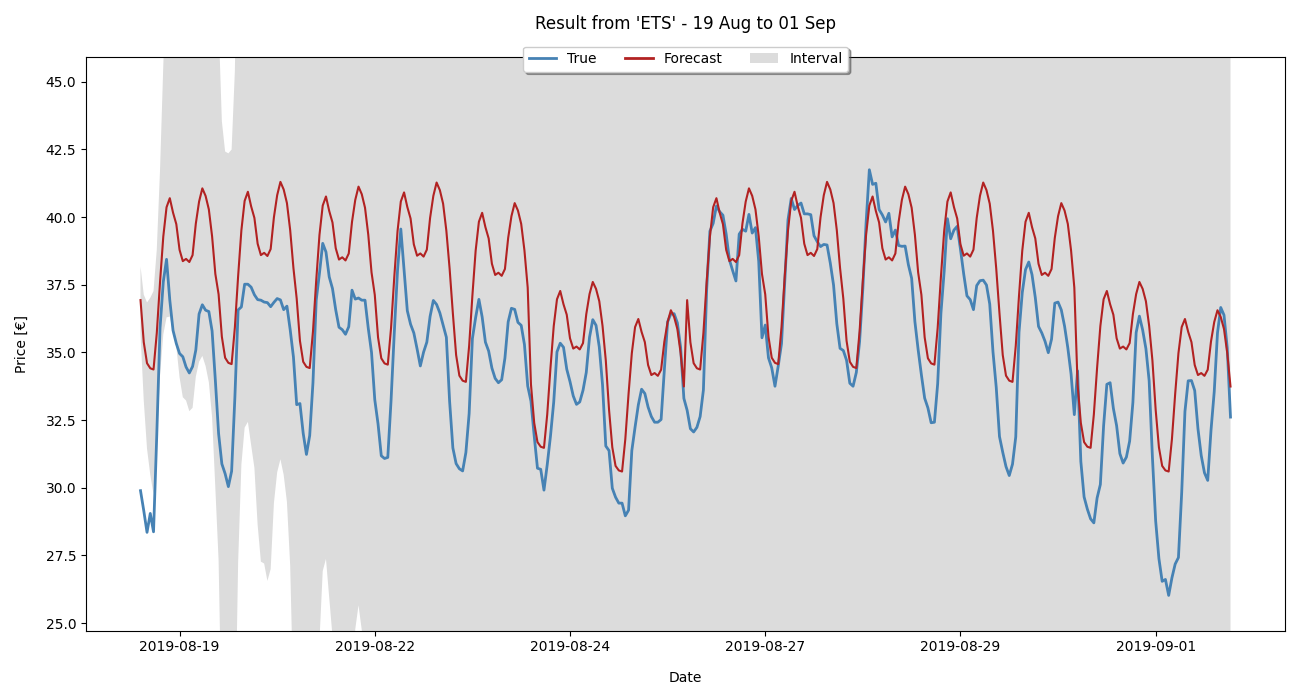 Result from 'ETS' - 19 Aug to 01 Sep
True Forecast Interval
45.0
42.5
40.0
37.5
35.0
32.5
30.0
27.5
25.0
Price [€]
2019-08-19 2019-08-22 2019-08-24 2019-08-27 2019-08-29 2019-09-01
Date